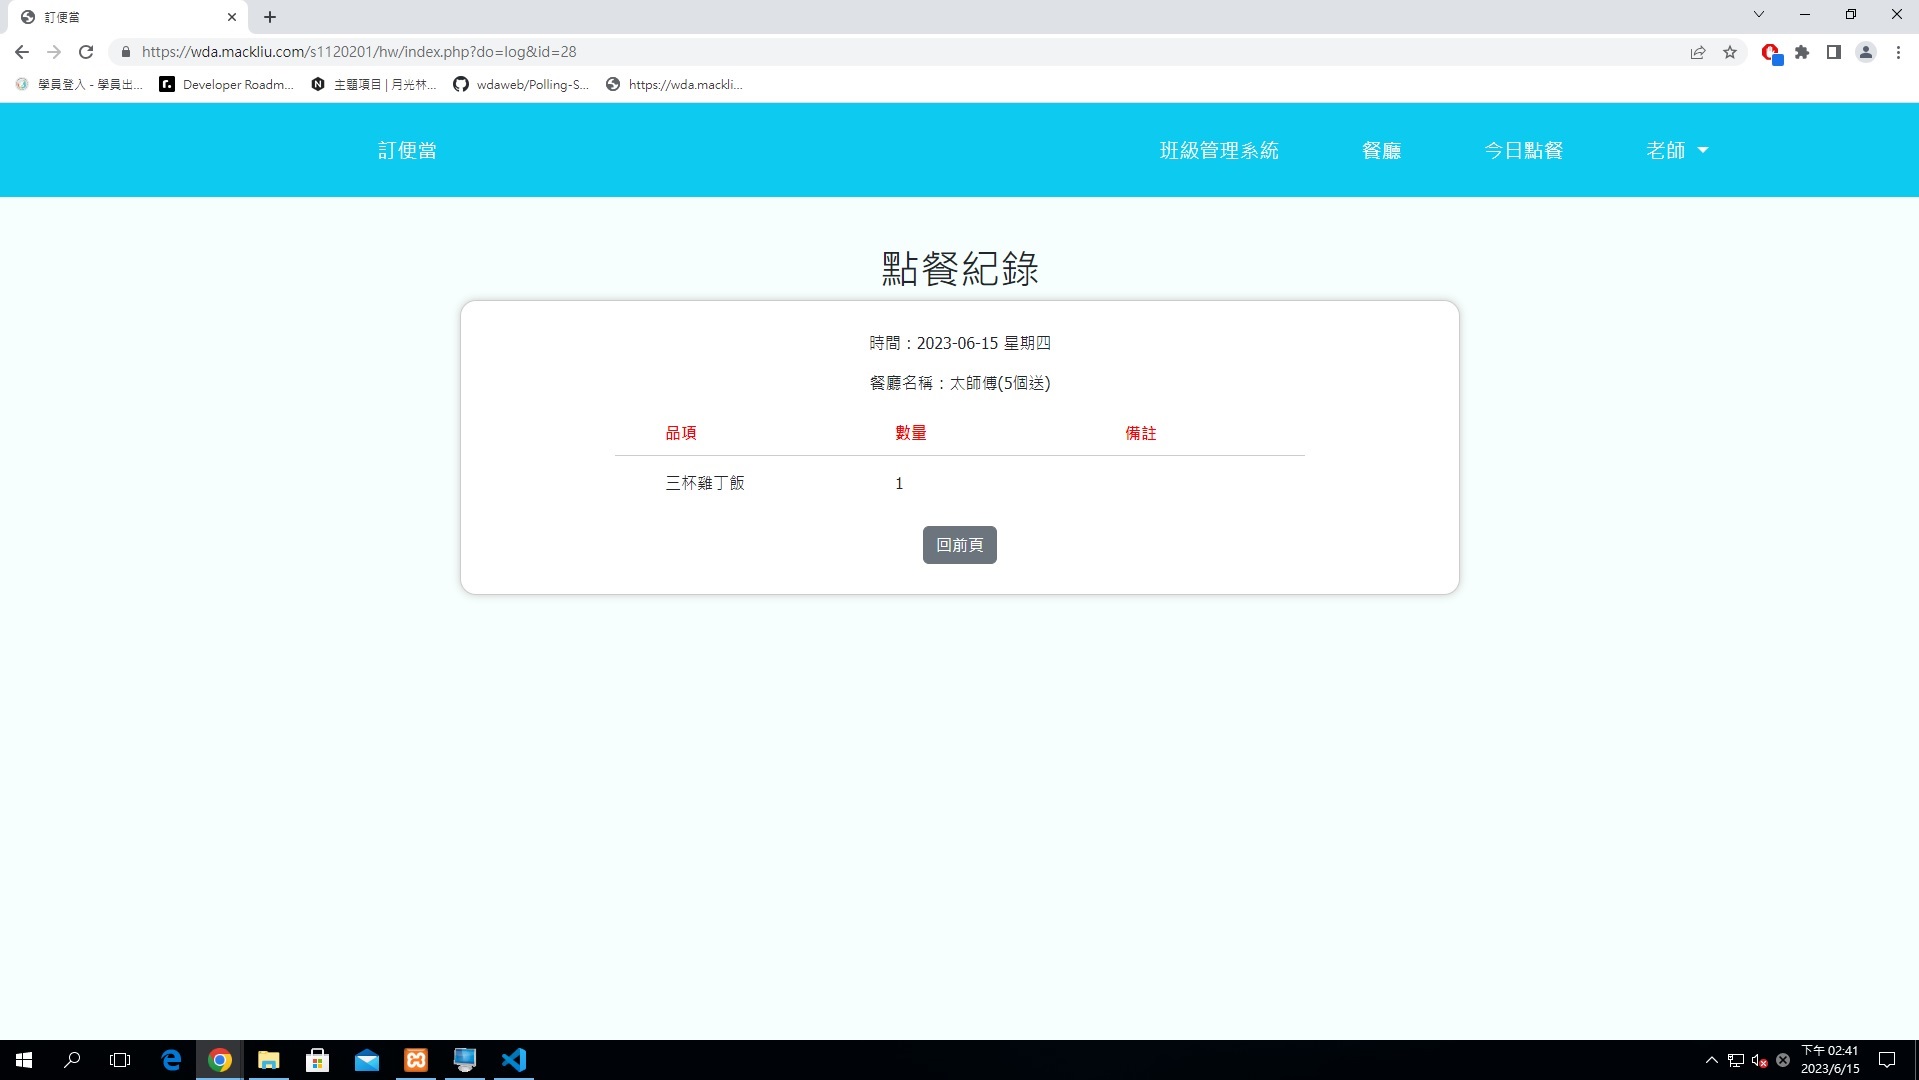 訂便當
https://wda.mackliu.com/s1120201/hw/index.php?do=log&id=28
學員登入 - 學員出... Developer Roadm... 主題項目 | 月光林... wdaweb/Polling-S... https://wda.mackli...
訂便當 班級管理系統 餐廳 今日點餐 老師
點餐紀錄
時間：2023-06-15 星期四
餐廳名稱：太師傅(5個送)
品項 數量 備註
三杯雞丁飯 1
回前頁
下午 02:41
2023/6/15